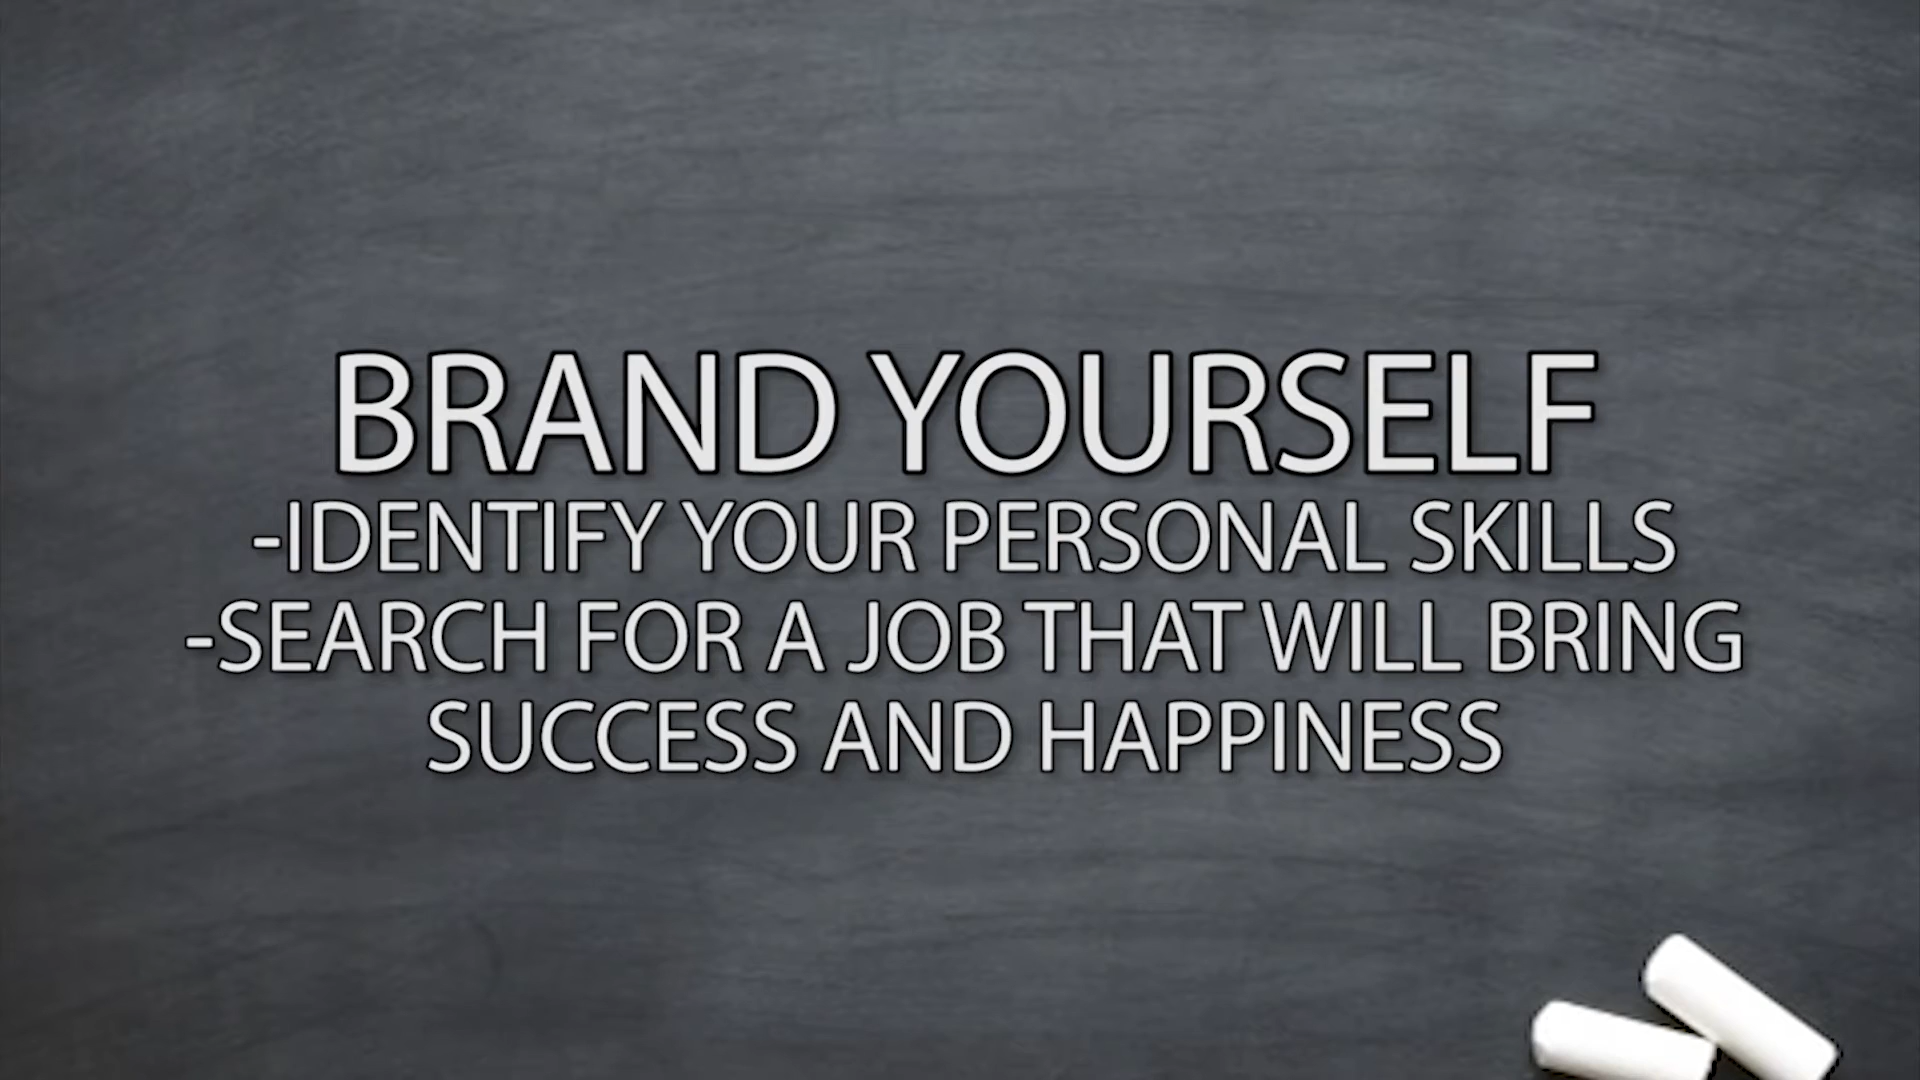 BRAND YOURSELF
-IDENTIFY YOUR PERSONAL SKILLS
-SEARCH FOR A JOB THAT WILL BRING
SUCCESS AND HAPPINESS